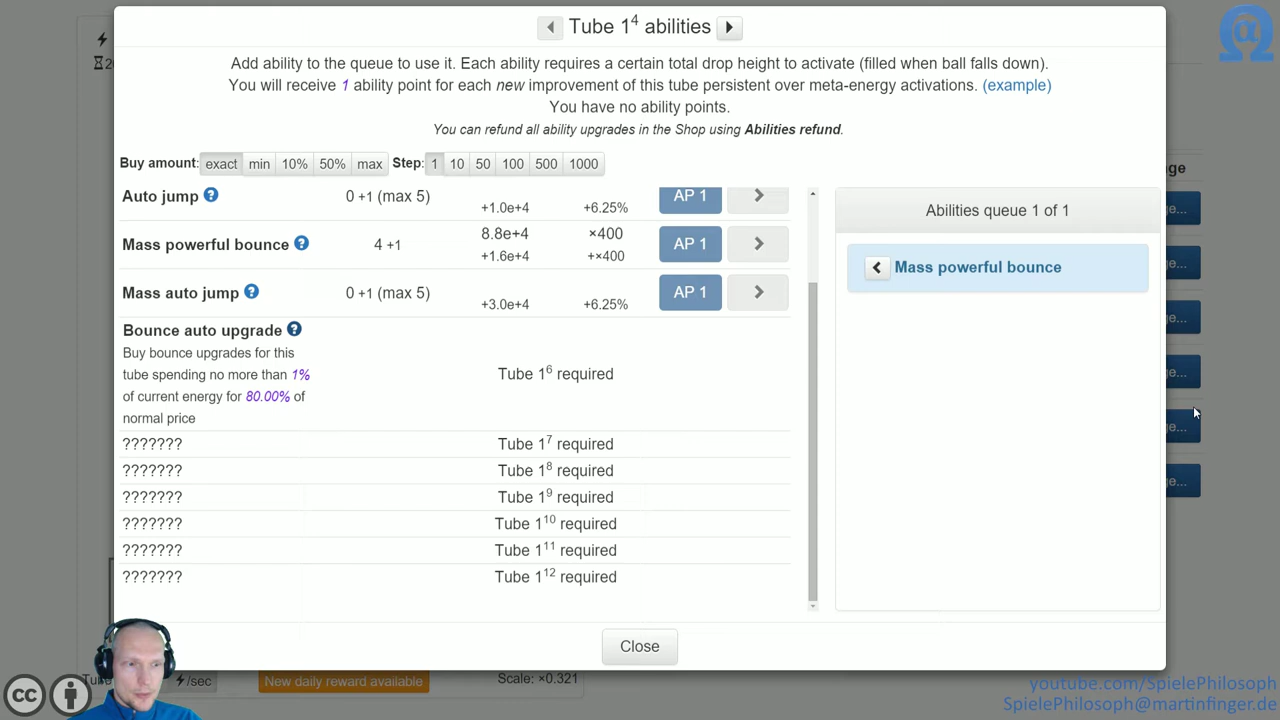 Tube 1⁴ abilities
Add ability to the queue to use it. Each ability requires a certain total drop height to activate (filled when ball falls down).
You will receive 1 ability point for each new improvement of this tube persistent over meta-energy activations. (example)
You have no ability points.
You can refund all ability upgrades in the Shop using Abilities refund.
Buy amount: exact min 10% 50% max Step: 1 10 50 100 500 1000
Auto jump ? 0 +1 (max 5) +1.0e+4 +6.25% AP 1
Mass powerful bounce ? 4 +1 8.8e+4 ×400 +1.6e+4 +×400 AP 1
Mass auto jump ? 0 +1 (max 5) +3.0e+4 +6.25% AP 1
Bounce auto upgrade ?
Buy bounce upgrades for this
tube spending no more than 1%
of current energy for 80.00% of
normal price
Tube 1⁶ required
??????? Tube 1⁷ required
??????? Tube 1⁸ required
??????? Tube 1⁹ required
??????? Tube 1¹⁰ required
??????? Tube 1¹¹ required
??????? Tube 1¹² required
Abilities queue 1 of 1
Mass powerful bounce
Close
ge
e...
e...
e...
e...
e...
e...
/sec
New daily reward available
Scale: ×0.321
cc
youtube.com/SpielePhilosoph
SpielePhilosoph@martinfinger.de